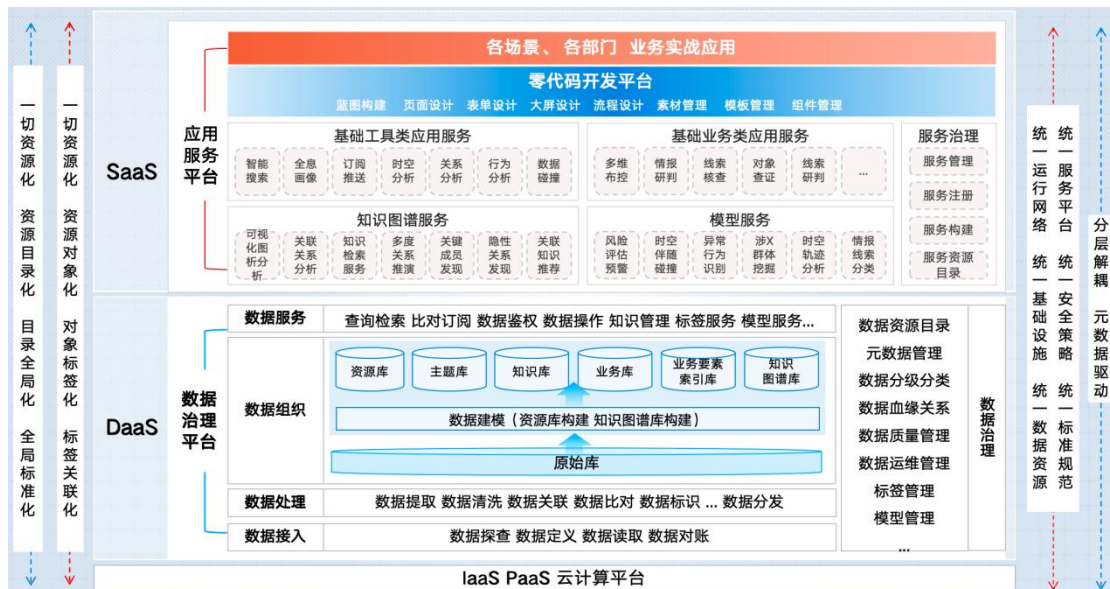 一切资源化 资源目录化 目录全局化 全局标准化
一切资源化 资源对象化 对象标签化 标签关联化
SaaS
应用
服务
平台
各场景、各部门 业务实战应用
零代码开发平台
蓝图构建 页面设计 表单设计 大屏设计 流程设计 素材管理 模板管理 组件管理
基础工具类应用服务
智能
搜索
全息
画像
订阅
推送
时空
分析
关系
分析
行为
分析
数据
碰撞
基础业务类应用服务
多维
布控
情报
研判
线索
核查
对象
查证
线索
研判
...
知识图谱服务
可视
化图
析分
析
关联
关系
分析
知识
检索
服务
多度
关系
推演
关键
成员
发现
隐性
关系
发现
关联
知识
推荐
模型服务
风险
评估
预警
时空
伴随
碰撞
异常
行为
识别
涉X
群体
挖掘
时空
轨迹
分析
情报
线索
分类
服务治理
服务管理
服务注册
服务构建
服务资源
目录
DaaS
数据
治理
平台
数据服务
查询检索 比对订阅 数据鉴权 数据操作 知识管理 标签服务 模型服务...
数据组织
资源库
主题库
知识库
业务库
业务要素
索引库
知识
图谱库
数据建模（资源库构建 知识图谱库构建）
原始库
数据处理
数据提取 数据清洗 数据关联 数据比对 数据标识 ... 数据分发
数据接入
数据探查 数据定义 数据读取 数据对账
数据资源目录
元数据管理
数据分级分类
数据血缘关系
数据质量管理
数据运维管理
标签管理
模型管理
...
数据治理
IaaS PaaS 云计算平台
统一运行网络 统一基础设施 统一数据资源
统一服务平台 统一安全策略 统一标准规范
分层解耦 元数据驱动